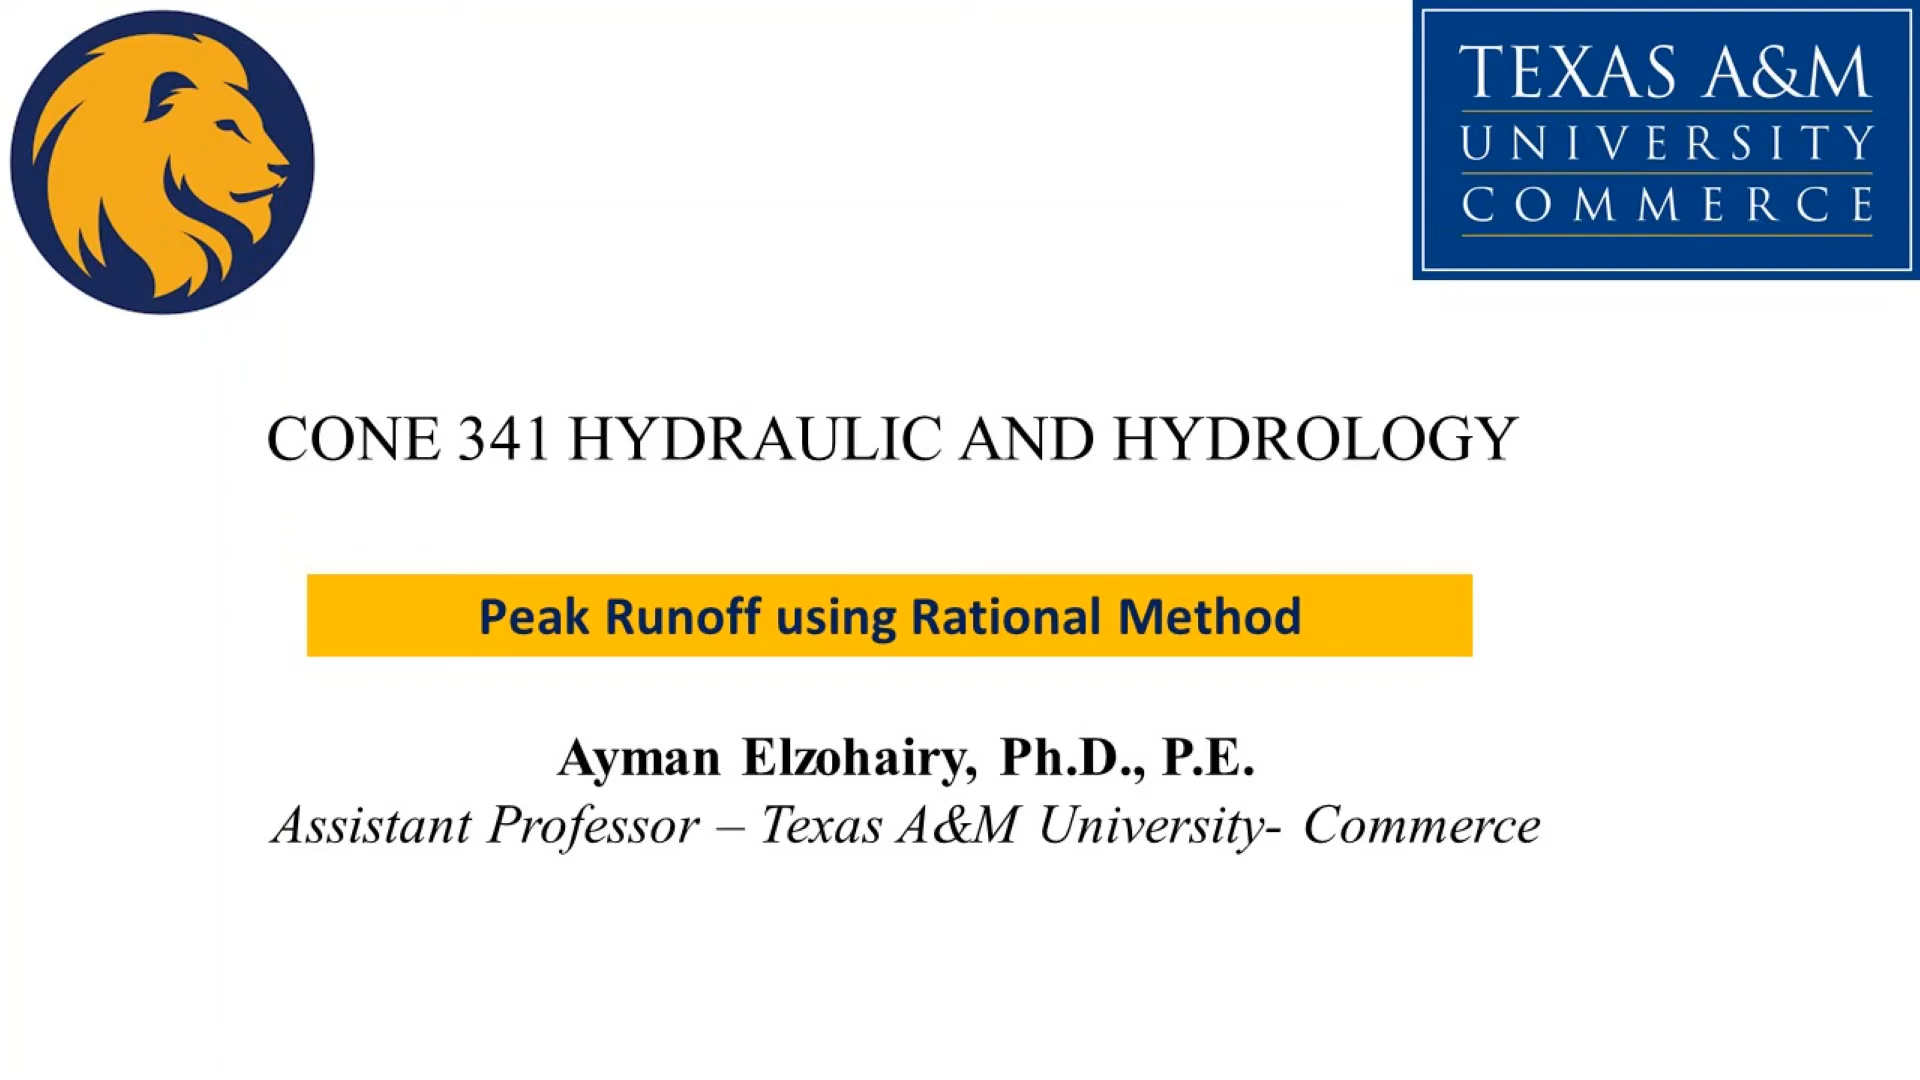 TEXAS A&M
UNIVERSITY
COMMERCE
CONE 341 HYDRAULIC AND HYDROLOGY
Peak Runoff using Rational Method
Ayman Elzohairy, Ph.D., P.E.
Assistant Professor – Texas A&M University- Commerce